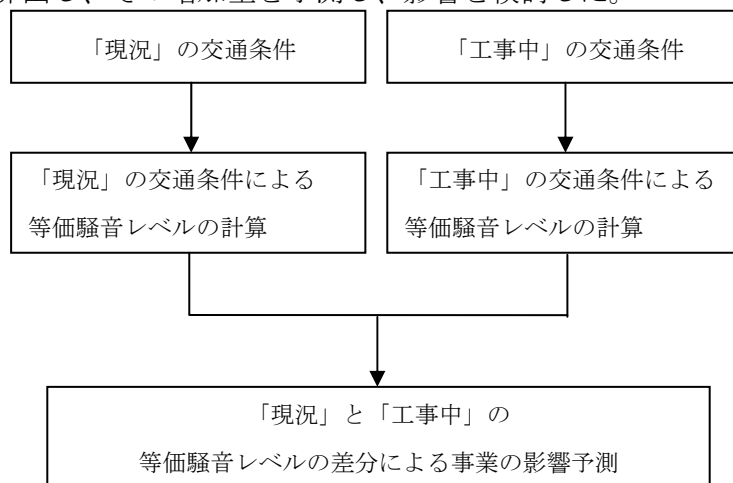 「現況」の交通条件
「工事中」の交通条件
「現況」の交通条件による
等価騒音レベルの計算
「工事中」の交通条件による
等価騒音レベルの計算
「現況」と「工事中」の
等価騒音レベルの差分による事業の影響予測